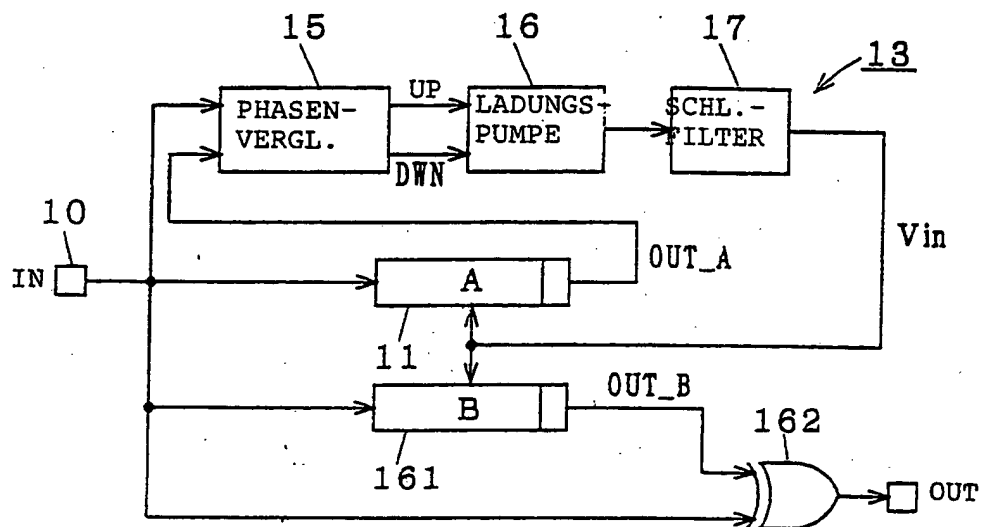 15
16
17
13
PHASEN-
VERGL.
UP
DWN
LADUNGS-
PUMPE
SCHL.-
FILTER
10
IN
Vin
OUT_A
A
11
B
OUT_B
161
162
OUT